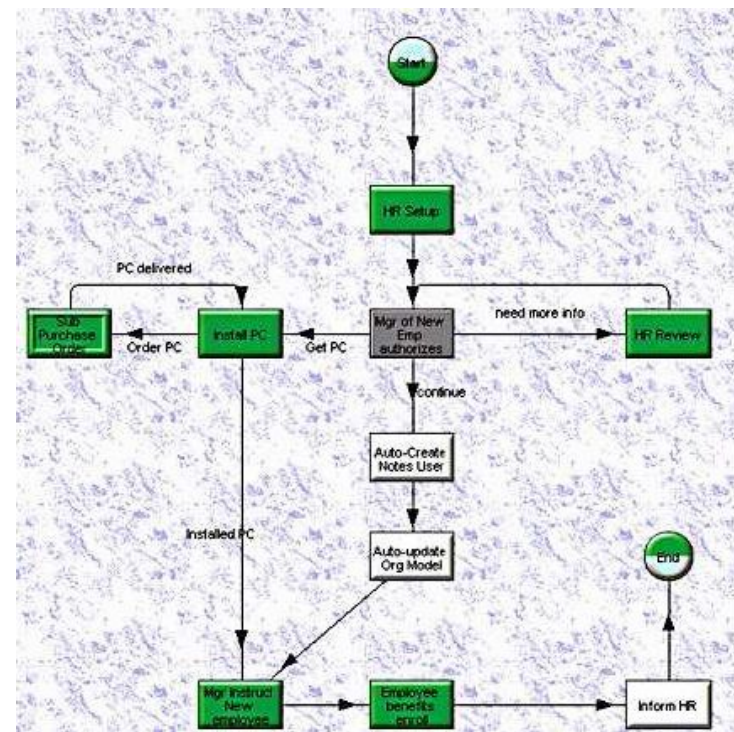 Start
HR Setup
PC delivered
Sub
Purchase
Order
Order PC
Install PC
Get PC
Mgr of New
Emp
authorizes
need more info
HR Review
continue
Auto-Create
Notes User
Installed PC
Auto-update
Org Model
End
Mgr Instruct
New
employee
Employee
benefits
enroll
Inform HR